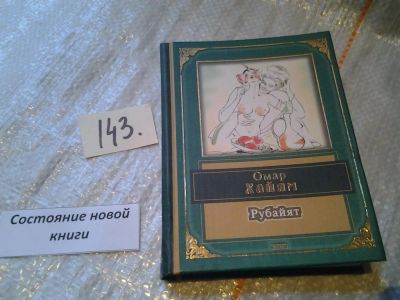 143.
Состояние новой
книги
Омар
ХАЙЯМ
Рубайят